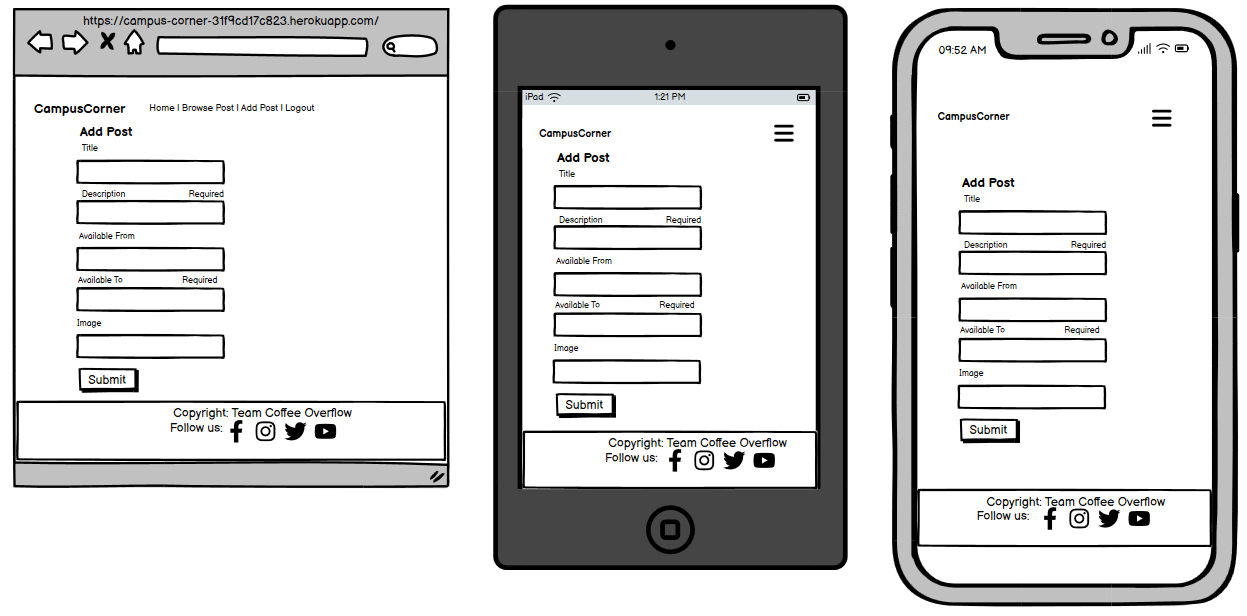 https://campus-corner-31f9cd17c823.herokuapp.com/
CampusCorner Home | Browse Post | Add Post | Logout
Add Post
Title
Description Required
Available From
Available To Required
Image
Submit
Copyright: Team Coffee Overflow
Follow us:
iPad 1:21 PM
CampusCorner
Add Post
Title
Description Required
Available From
Available To Required
Image
Submit
Copyright: Team Coffee Overflow
Follow us:
09:52 AM
CampusCorner
Add Post
Title
Description Required
Available From
Available To Required
Image
Submit
Copyright: Team Coffee Overflow
Follow us: